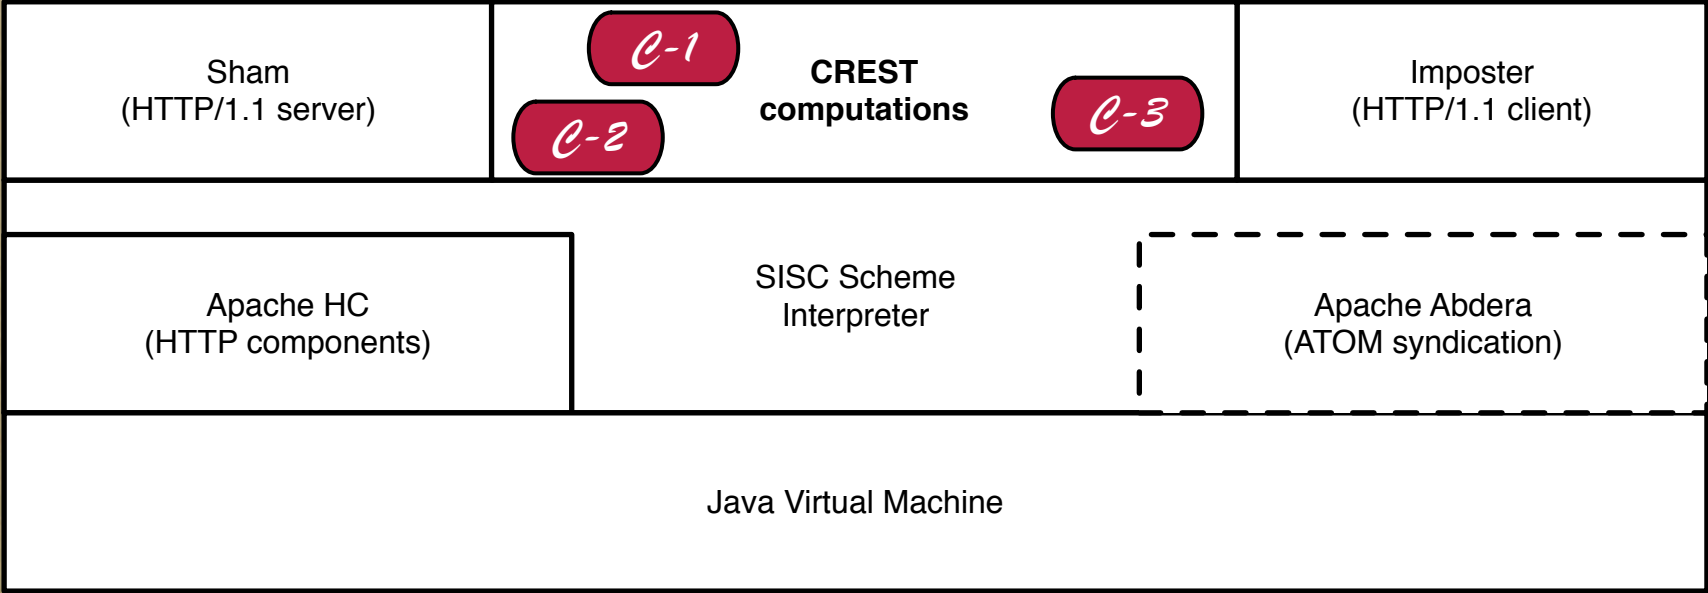 Sham
(HTTP/1.1 server)
C-1
C-2
CREST
computations
C-3
Imposter
(HTTP/1.1 client)
Apache HC
(HTTP components)
SISC Scheme
Interpreter
Apache Abdera
(ATOM syndication)
Java Virtual Machine